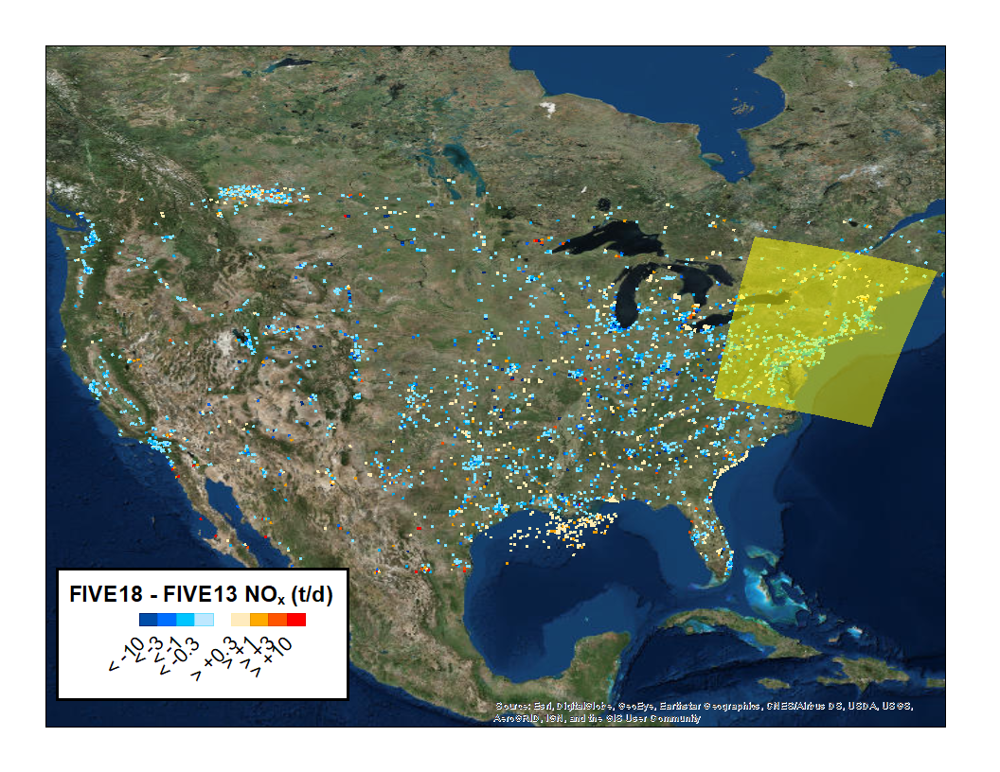 FIVE18 - FIVE13 NOₓ (t/d)
< -10
< -3
< -1
< -0.3
> +0.3
> +1
> +3
> +10
Source: Esri, DigitalGlobe, GeoEye, Earthstar Geographics, CNES/Airbus DS, USDA, USGS,
AeroGRID, IGN, and the GIS User Community